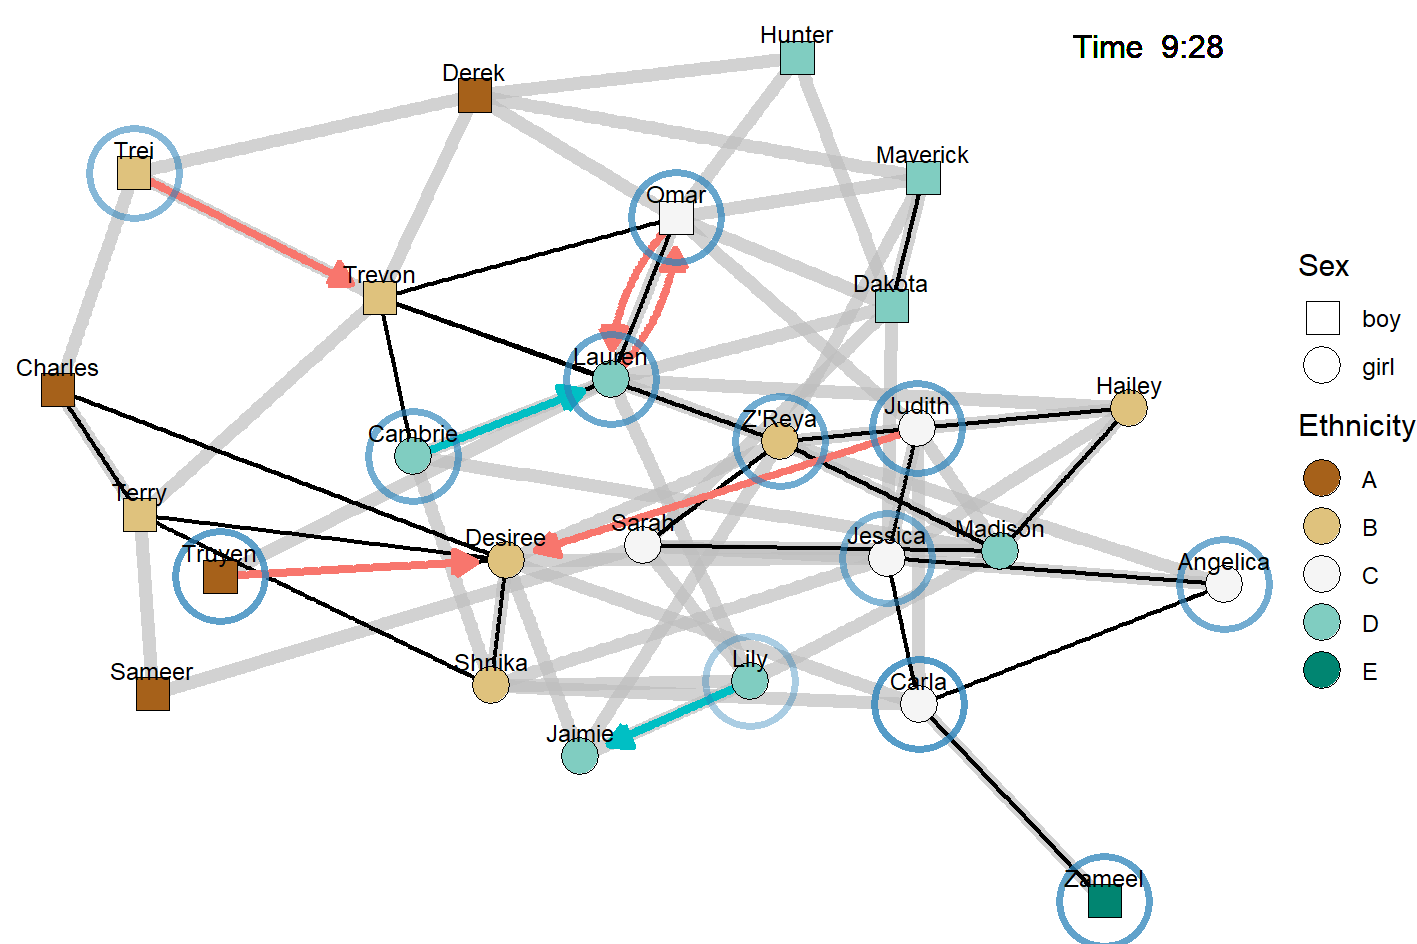 Hunter
Time 9:28
Derek
Trei
Maverick
Omar
Trevon
Dakota
Sex
boy
Lauren
girl
Charles
Hailey
Judith
Z'Reya
Cambrie
Ethnicity
A
Terry
Sarah
Madison
B
Desiree
Jessica
Truyen
Angelica
C
D
Shnika
Lily
Sameer
E
Carla
Jaimie
Zameel